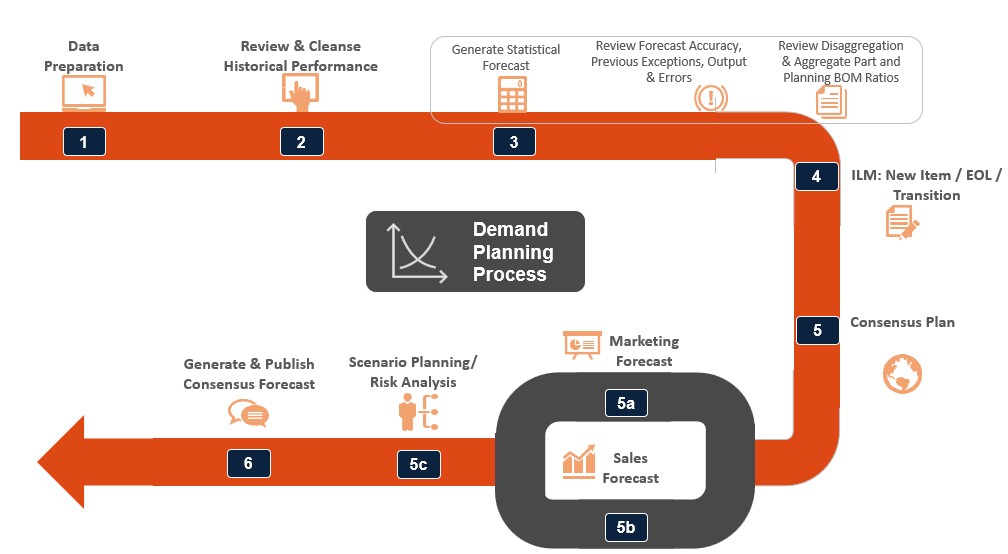 Data
Preparation
1
Review & Cleanse
Historical Performance
2
Generate Statistical
Forecast
3
Review Forecast Accuracy,
Previous Exceptions, Output
& Errors
Review Disaggregation
& Aggregate Part and
Planning BOM Ratios
4
ILM: New Item / EOL /
Transition
Demand
Planning
Process
5
Consensus Plan
Marketing
Forecast
5a
Sales
Forecast
5b
Scenario Planning/
Risk Analysis
5c
Generate & Publish
Consensus Forecast
6